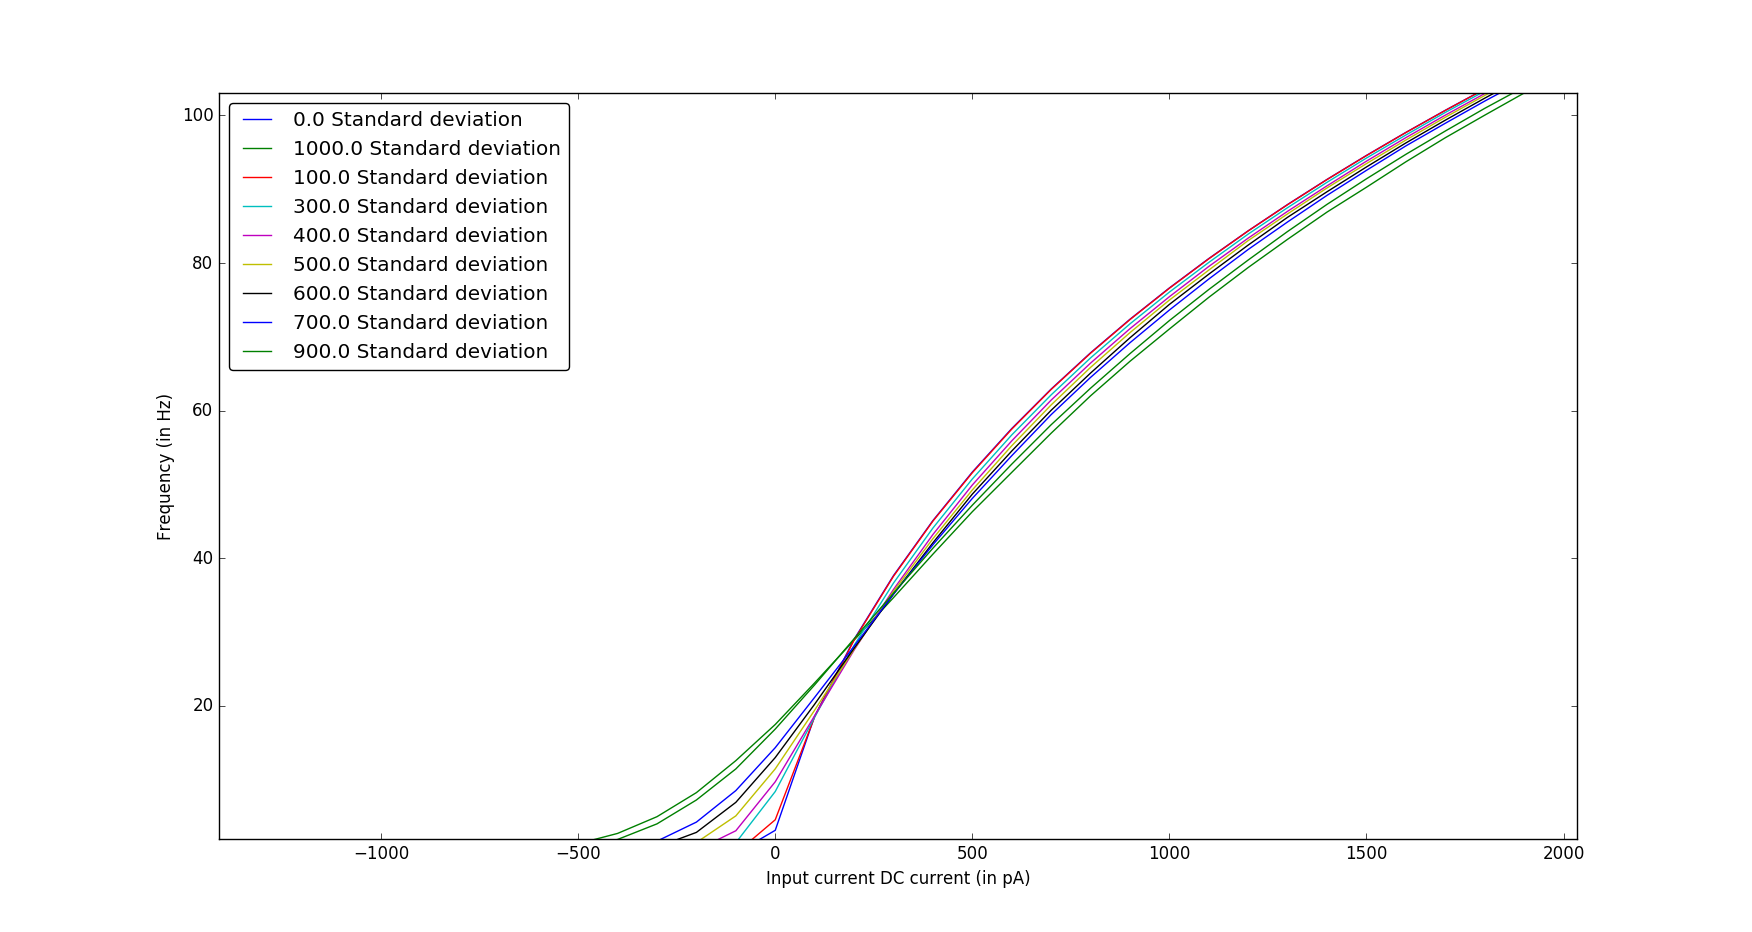 100
80
60
40
20
Frequency (in Hz)
0.0 Standard deviation
1000.0 Standard deviation
100.0 Standard deviation
300.0 Standard deviation
400.0 Standard deviation
500.0 Standard deviation
600.0 Standard deviation
700.0 Standard deviation
900.0 Standard deviation
−1000 −500 0 500 1000 1500 2000
Input current DC current (in pA)